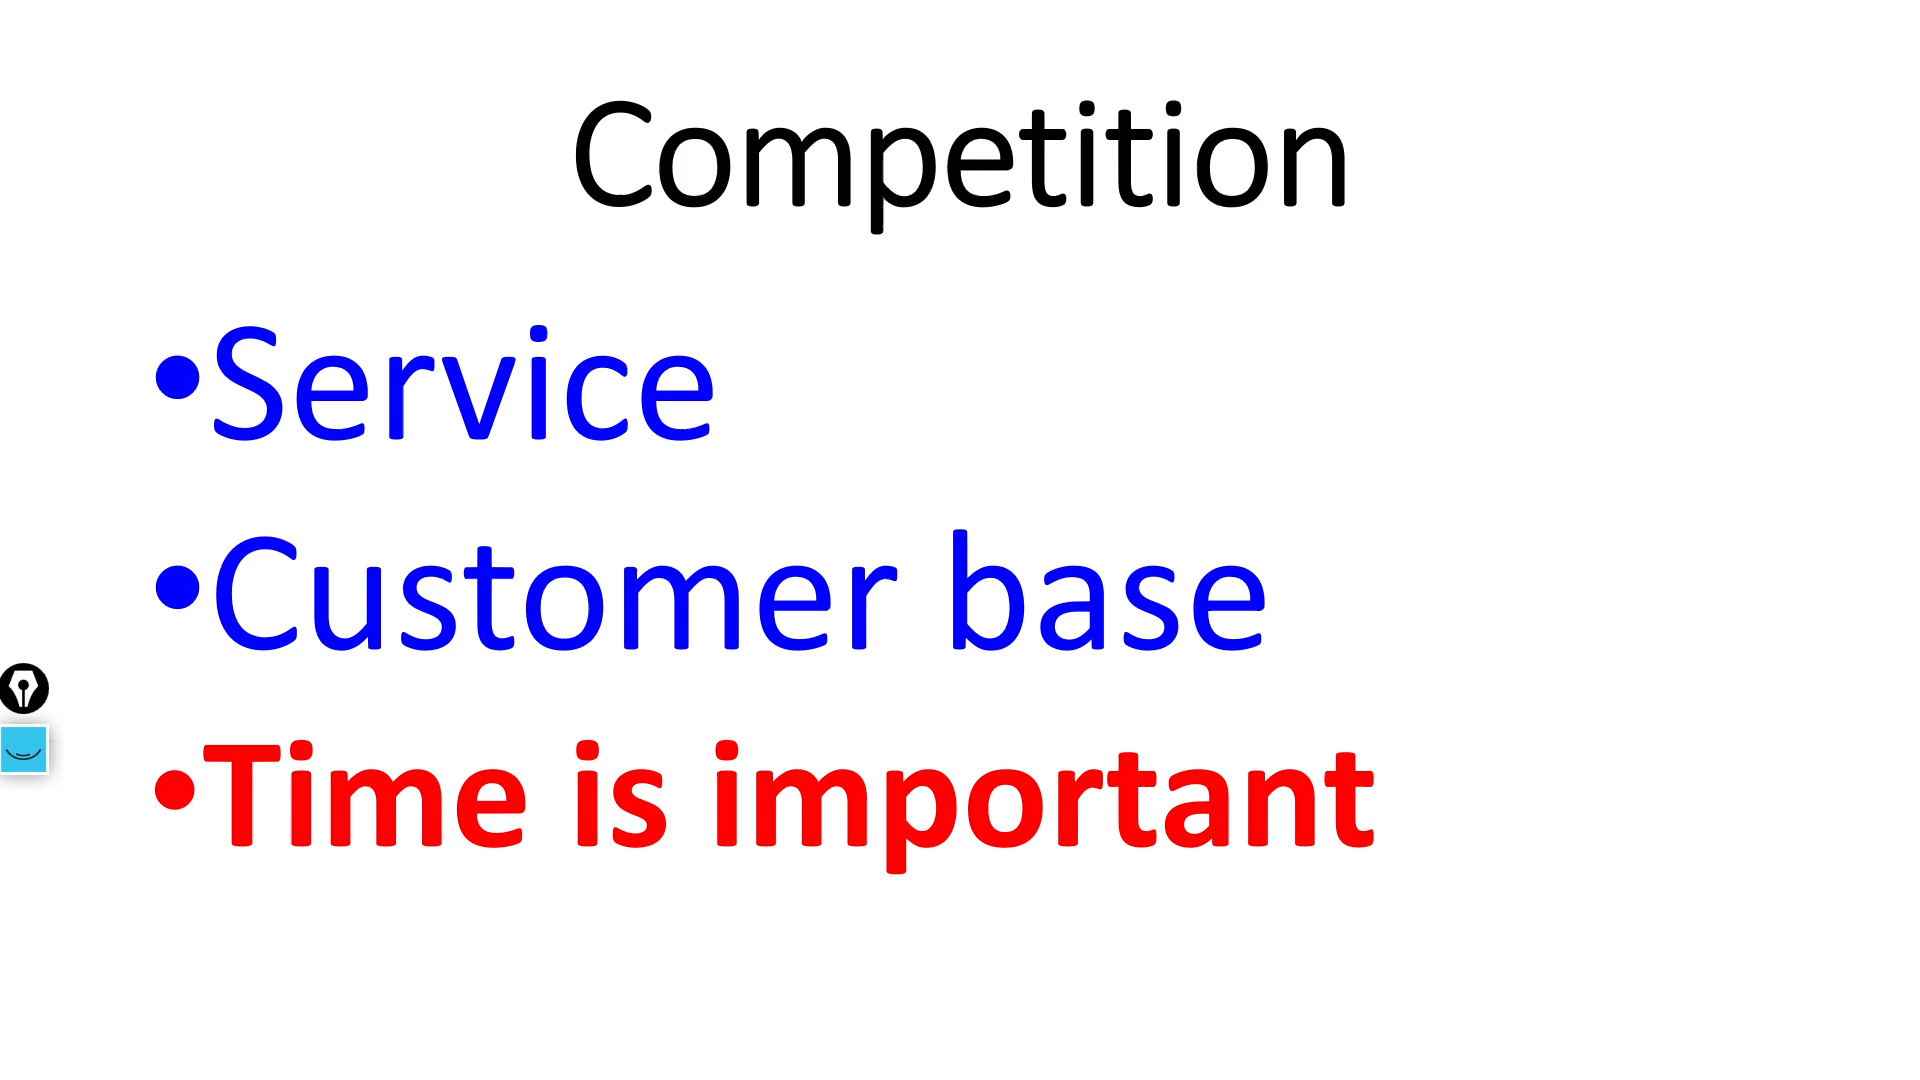 Competition
•Service
•Customer base
•Time is important